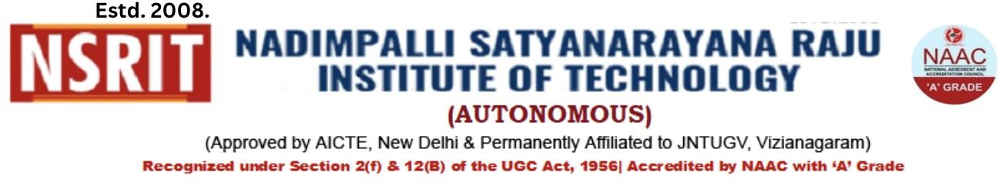 Estd. 2008.
NSRIT
NADIMPALLI SATYANARAYANA RAJU
INSTITUTE OF TECHNOLOGY
(AUTONOMOUS)
(Approved by AICTE, New Delhi & Permanently Affiliated to JNTUGV, Vizianagaram)
Recognized under Section 2(f) & 12(B) of the UGC Act, 1956| Accredited by NAAC with ‘A’ Grade
NAAC
NATIONAL ASSESSMENT AND
ACCREDITATION COUNCIL
'A' GRADE